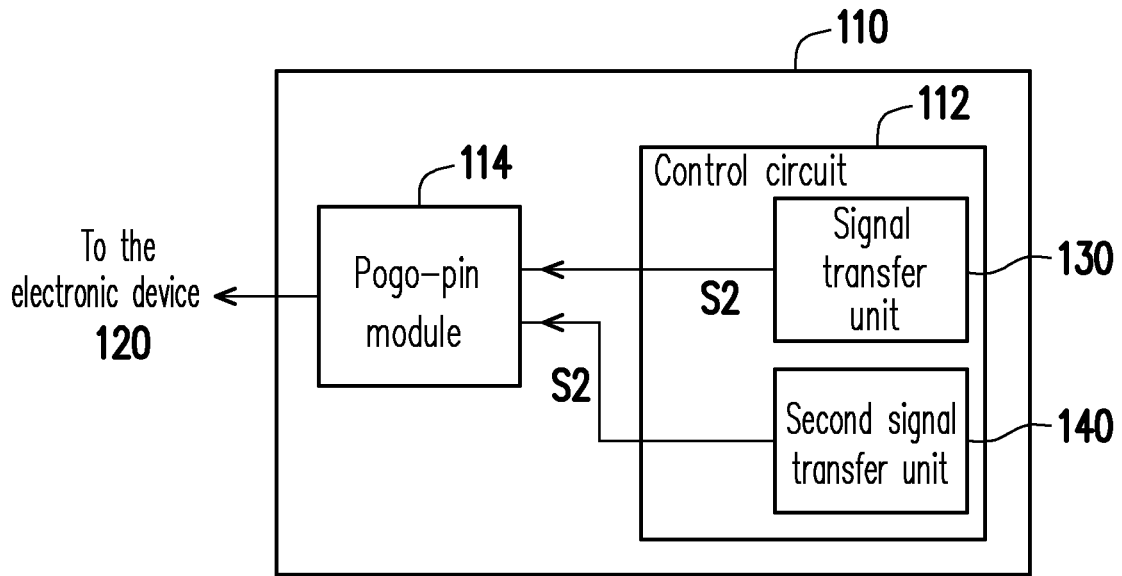 110
112
Control circuit
114
Signal
transfer
unit
130
Pogo-pin
module
To the
electronic device
120
S2
S2
Second signal
transfer unit
140